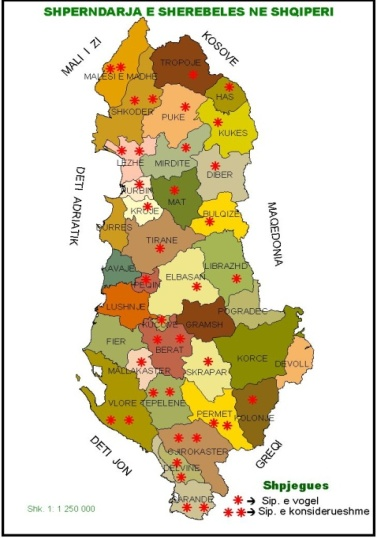 SHPERNDARJA E SHEREBELES NE SHQIPERI
MALI I ZI
KOSOVE
TROPOJE
MALESI E MADHE
HAS
SHKODER
PUKE
KUKES
LEZHE
MIRDITE
DIBER
KURBIN
MAT
KRUJE
BULQIZE
DETI ADRIATIK
MAQEDONIA
DURRES
TIRANE
KAVAJE
LIBRAZHD
ELBASAN
PEQIN
LUSHNJE
POGRADEC
KUCOVE
GRAMSH
FIER
BERAT
KORCE
MALLAKASTER
SKRAPAR
DEVOLL
VLORE
TEPELENE
PERMET
KOLONJE
DETI JON
GJIROKASTER
GREQI
DELVINE
SARANDE
Shpjegues
Sip. e vogel
Sip. e konsiderueshme
Shk. 1: 1 250 000